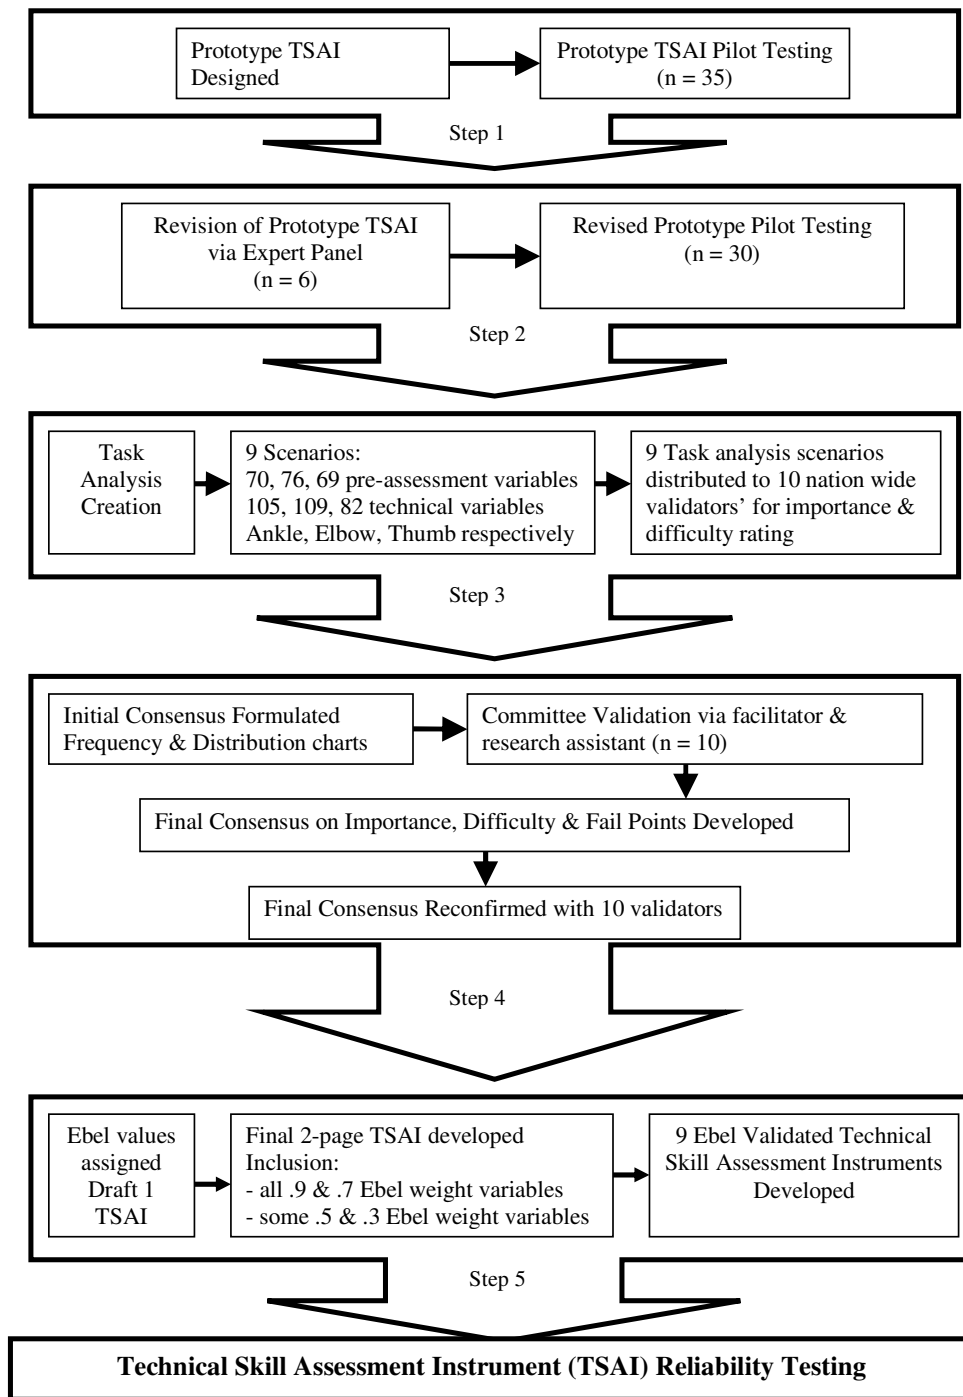 Prototype TSAI
Designed
Prototype TSAI Pilot Testing
(n = 35)
Step 1
Revision of Prototype TSAI
via Expert Panel
(n = 6)
Revised Prototype Pilot Testing
(n = 30)
Step 2
Task
Analysis
Creation
9 Scenarios:
70, 76, 69 pre-assessment variables
105, 109, 82 technical variables
Ankle, Elbow, Thumb respectively
9 Task analysis scenarios
distributed to 10 nation wide
validators' for importance &
difficulty rating
Step 3
Initial Consensus Formulated
Frequency & Distribution charts
Committee Validation via facilitator &
research assistant (n = 10)
Final Consensus on Importance, Difficulty & Fail Points Developed
Final Consensus Reconfirmed with 10 validators
Step 4
Ebel values
assigned
Draft 1
TSAI
Final 2-page TSAI developed
Inclusion:
- all .9 & .7 Ebel weight variables
- some .5 & .3 Ebel weight variables
9 Ebel Validated Technical
Skill Assessment Instruments
Developed
Step 5
Technical Skill Assessment Instrument (TSAI) Reliability Testing